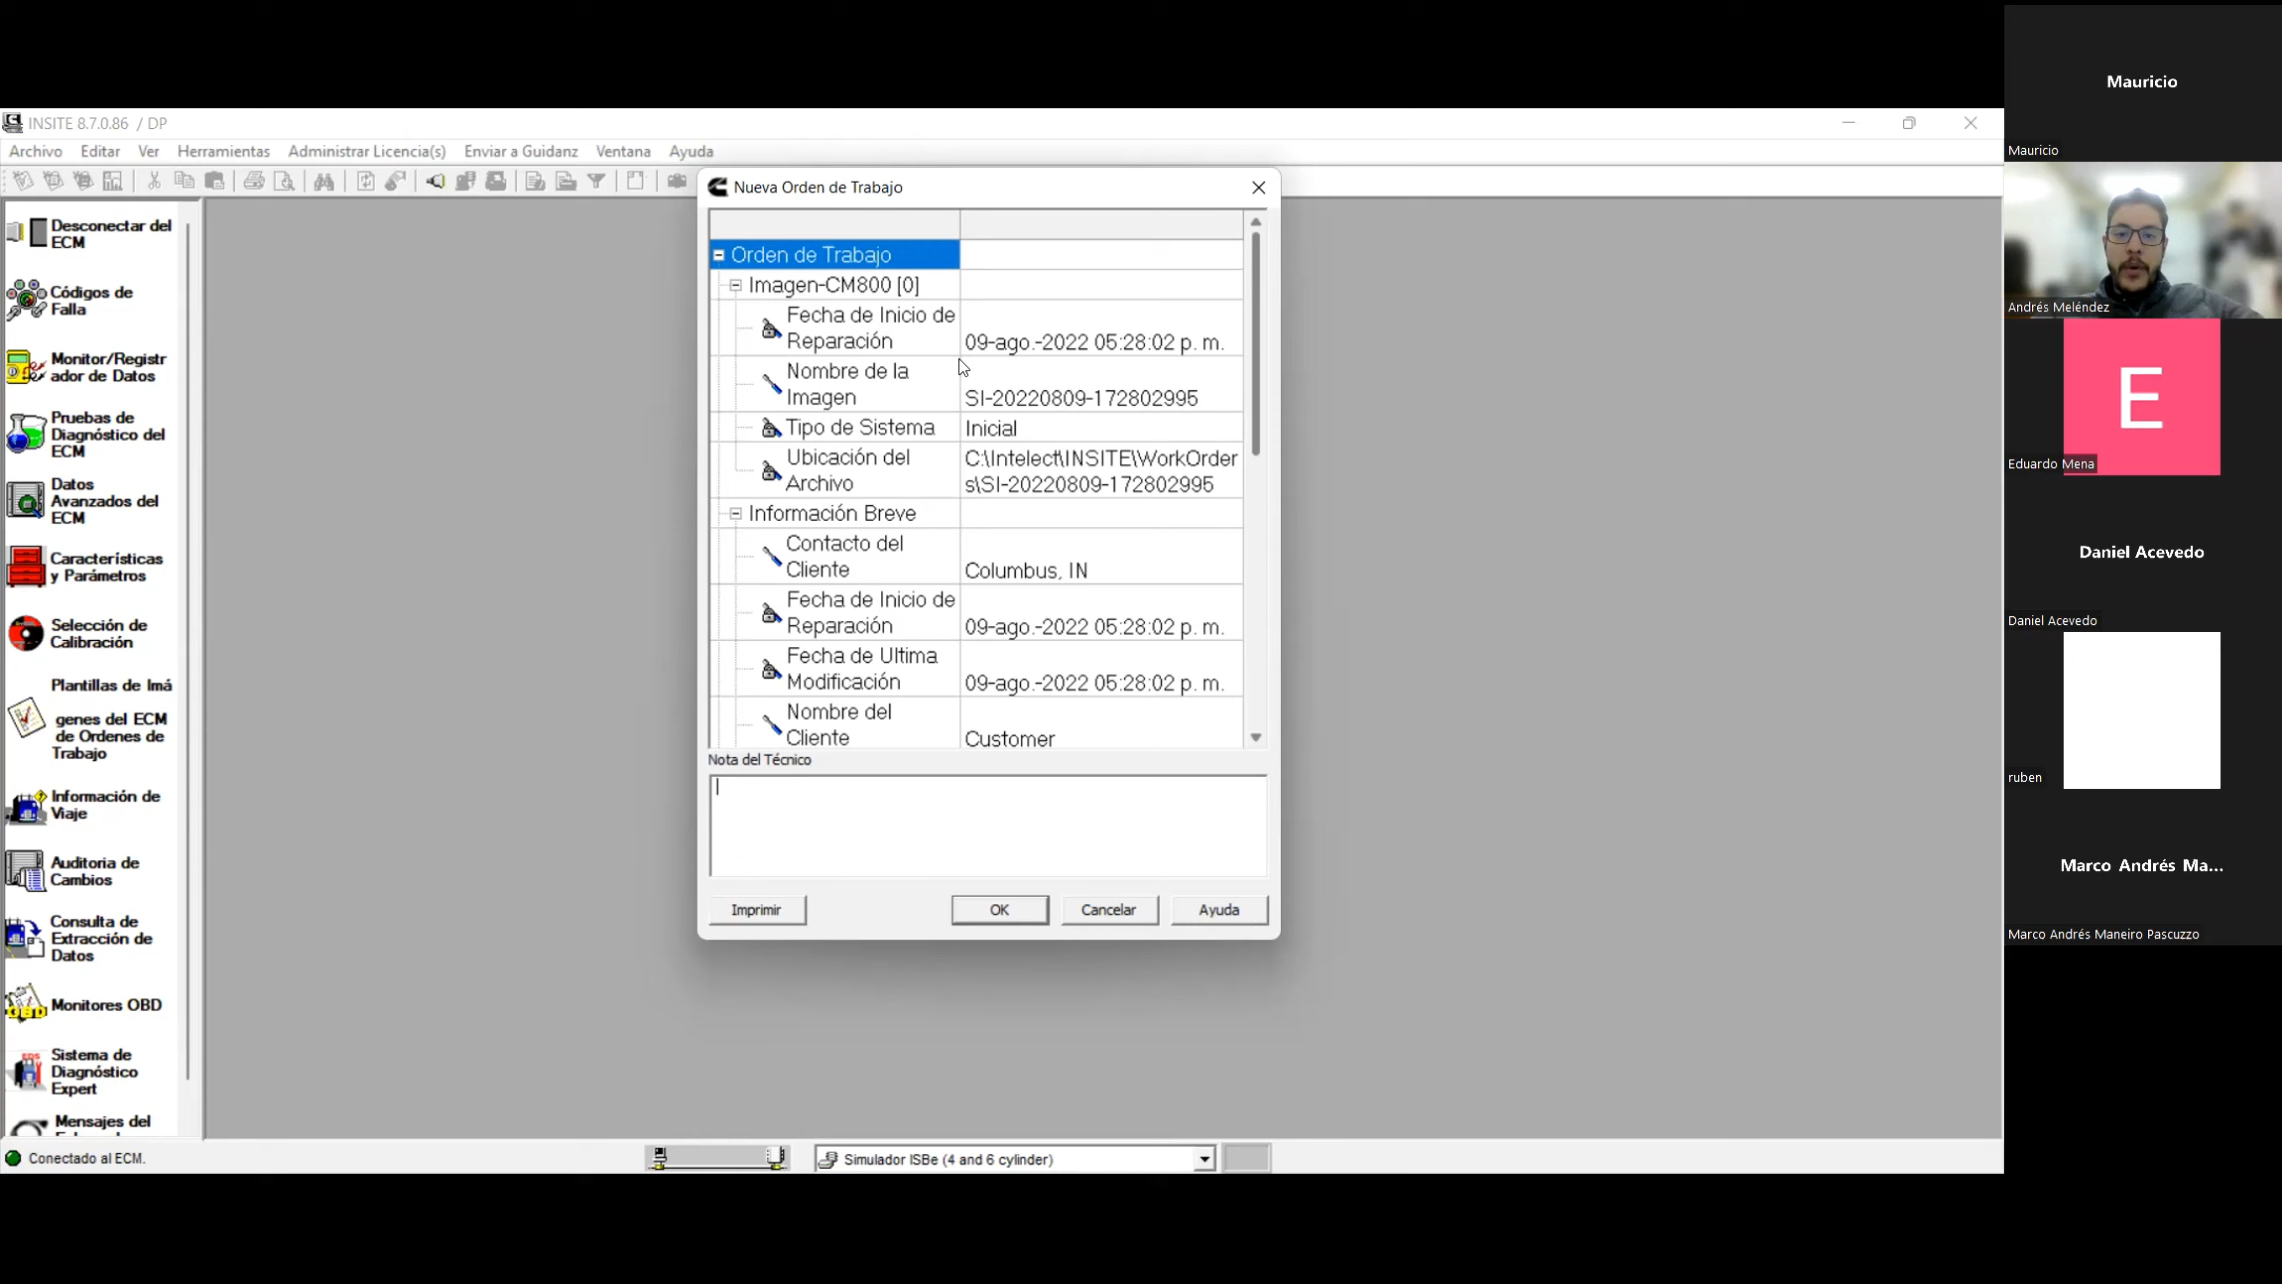 INSITE 8.7.0.86 / DP
Archivo Editar Ver Herramientas Administrar Licencia(s) Enviar a Guidanz Ventana Ayuda
Desconectar del
ECM
Códigos de
Falla
Monitor/Registr
ador de Datos
Pruebas de
Diagnóstico del
ECM
Datos
Avanzados del
ECM
Características
y Parámetros
Selección de
Calibración
Plantillas de Imá
genes del ECM
de Ordenes de
Trabajo
Información de
Viaje
Auditoria de
Cambios
Consulta de
Extracción de
Datos
Monitores OBD
Sistema de
Diagnóstico
Expert
Mensajes del
Nueva Orden de Trabajo
Orden de Trabajo
Imagen-CM800 [0]
Fecha de Inicio de
Reparación 09-ago.-2022 05:28:02 p. m.
Nombre de la
Imagen SI-20220809-172802995
Tipo de Sistema Inicial
Ubicación del C:\Intelect\INSITE\WorkOrder
Archivo s\SI-20220809-172802995
Información Breve
Contacto del
Cliente Columbus, IN
Fecha de Inicio de
Reparación 09-ago.-2022 05:28:02 p. m.
Fecha de Ultima
Modificación 09-ago.-2022 05:28:02 p. m.
Nombre del
Cliente Customer
Nota del Técnico
Imprimir OK Cancelar Ayuda
Conectado al ECM.
Simulador ISBe (4 and 6 cylinder)
Mauricio
Mauricio
Andrés Meléndez
E
Eduardo Mena
Daniel Acevedo
Daniel Acevedo
ruben
Marco Andrés Ma...
Marco Andrés Maneiro Pascuzzo